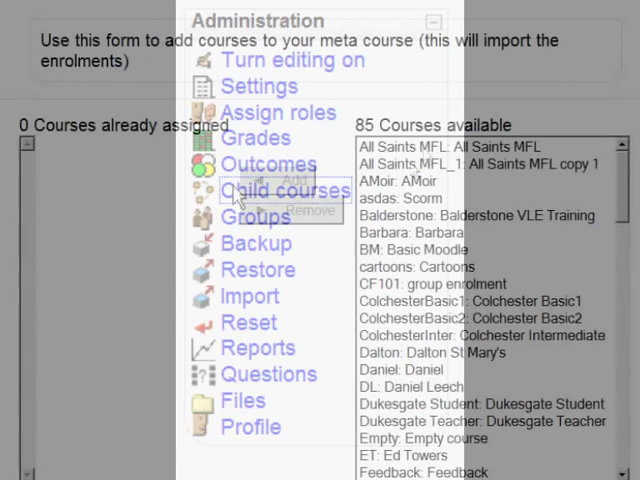 Administration
Use this form to add courses to your meta course (this will import the
enrolments)
Turn editing on
Settings
Assign roles
Grades
Outcomes
Child courses
Groups
Backup
Restore
Import
Reset
Reports
Questions
Files
Profile
0 Courses already assigned
Add
Remove
85 Courses available
All Saints MFL: All Saints MFL
All Saints MFL_1: All Saints MFL copy 1
AMoir: AMoir
asdas: Scorm
Balderstone: Balderstone VLE Training
Barbara: Barbara
BM: Basic Moodle
cartoons: Cartoons
CF101: group enrolment
ColchesterBasic1: Colchester Basic1
ColchesterBasic2: Colchester Basic2
ColchesterInter: Colchester Intermediate
Dalton: Dalton St Mary's
Daniel: Daniel
DL: Daniel Leech
Dukesgate Student: Dukesgate Student
Dukesgate Teacher: Dukesgate Teacher
Empty: Empty course
ET: Ed Towers
Feedback: Feedback